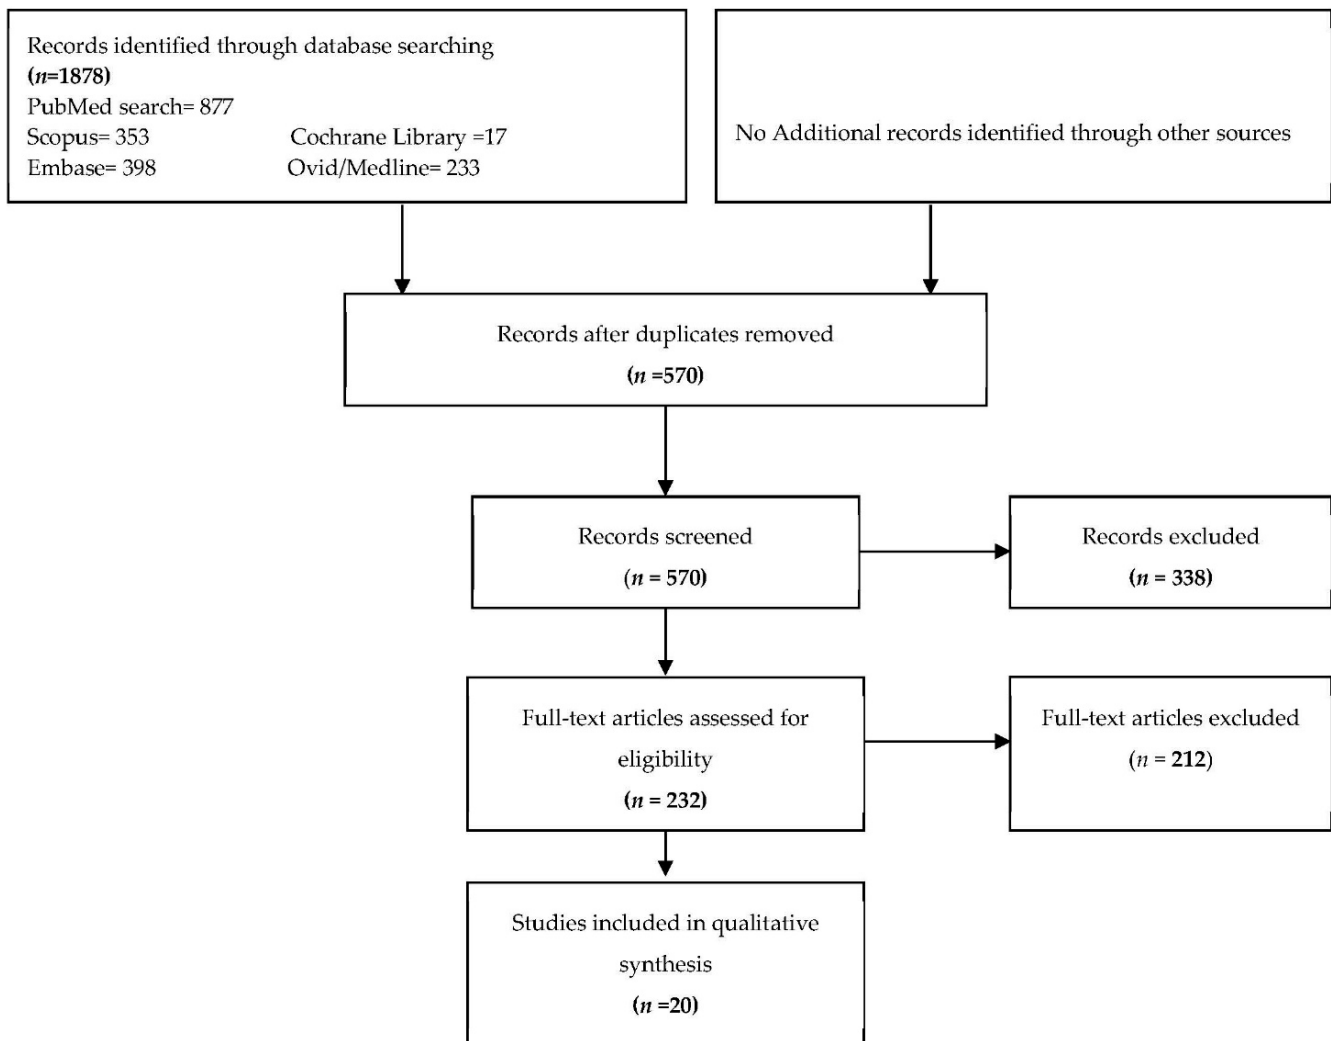 Records identified through database searching
(n=1878)
PubMed search= 877
Scopus= 353 Cochrane Library =17
Embase= 398 Ovid/Medline= 233
No Additional records identified through other sources
Records after duplicates removed
(n =570)
Records screened
(n = 570)
Records excluded
(n = 338)
Full-text articles assessed for
eligibility
(n = 232)
Full-text articles excluded
(n = 212)
Studies included in qualitative
synthesis
(n =20)